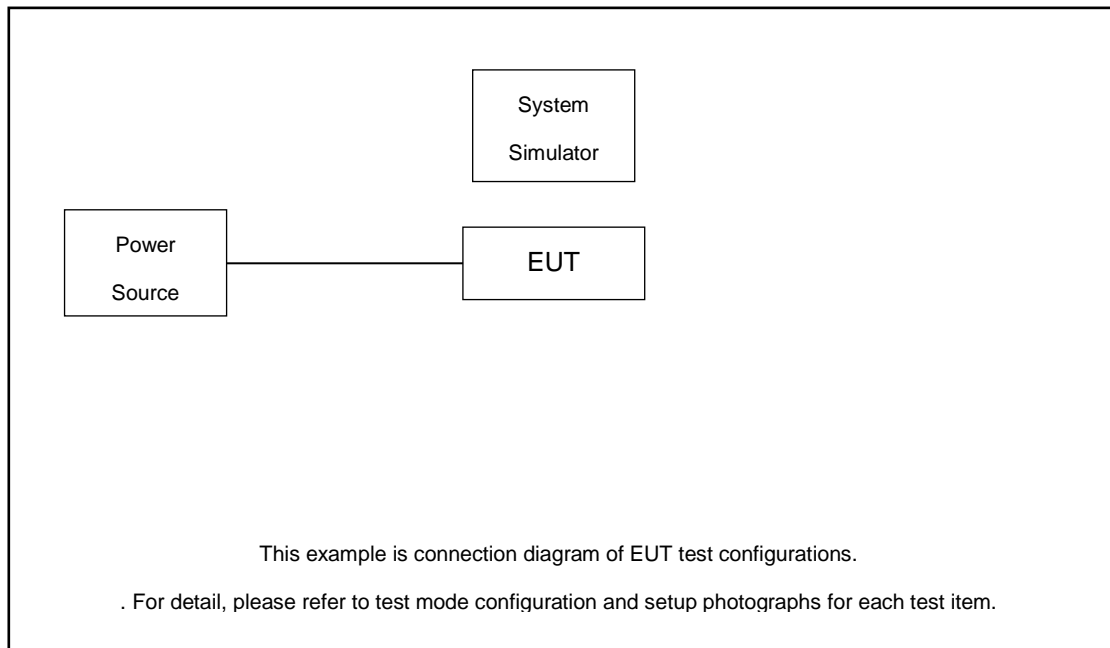 System
Simulator
Power
Source
EUT
This example is connection diagram of EUT test configurations.
. For detail, please refer to test mode configuration and setup photographs for each test item.